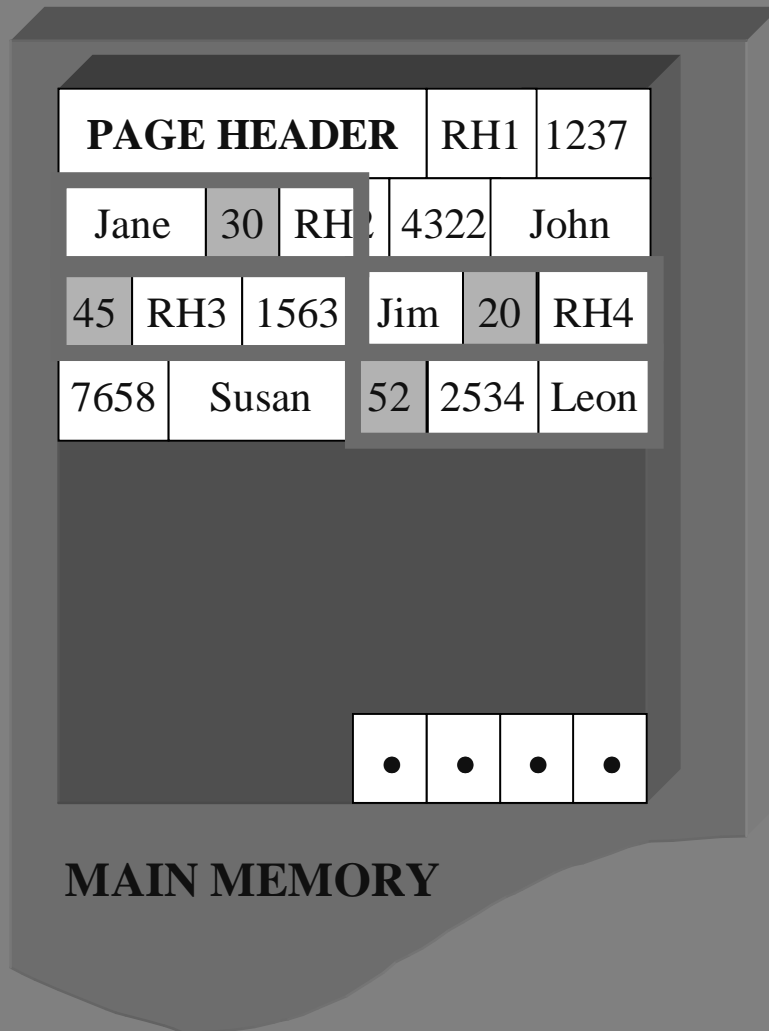 PAGE HEADER RH1 1237
Jane 30 RH2 4322 John
45 RH3 1563 Jim 20 RH4
7658 Susan 52 2534 Leon
• • • •
MAIN MEMORY